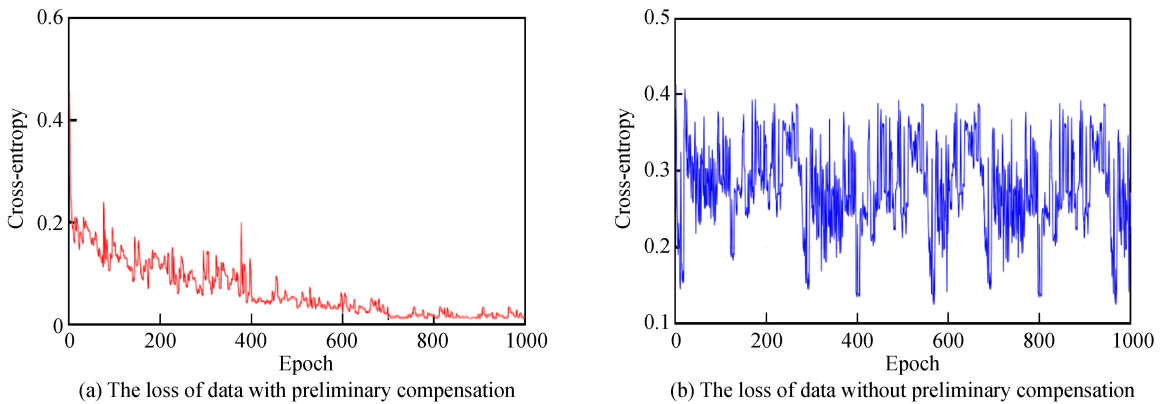 0.6
0.4
0.2
0
Cross-entropy
0 200 400 600 800 1000
Epoch
(a) The loss of data with preliminary compensation
0.5
0.4
0.3
0.2
0.1
Cross-entropy
0 200 400 600 800 1000
Epoch
(b) The loss of data without preliminary compensation